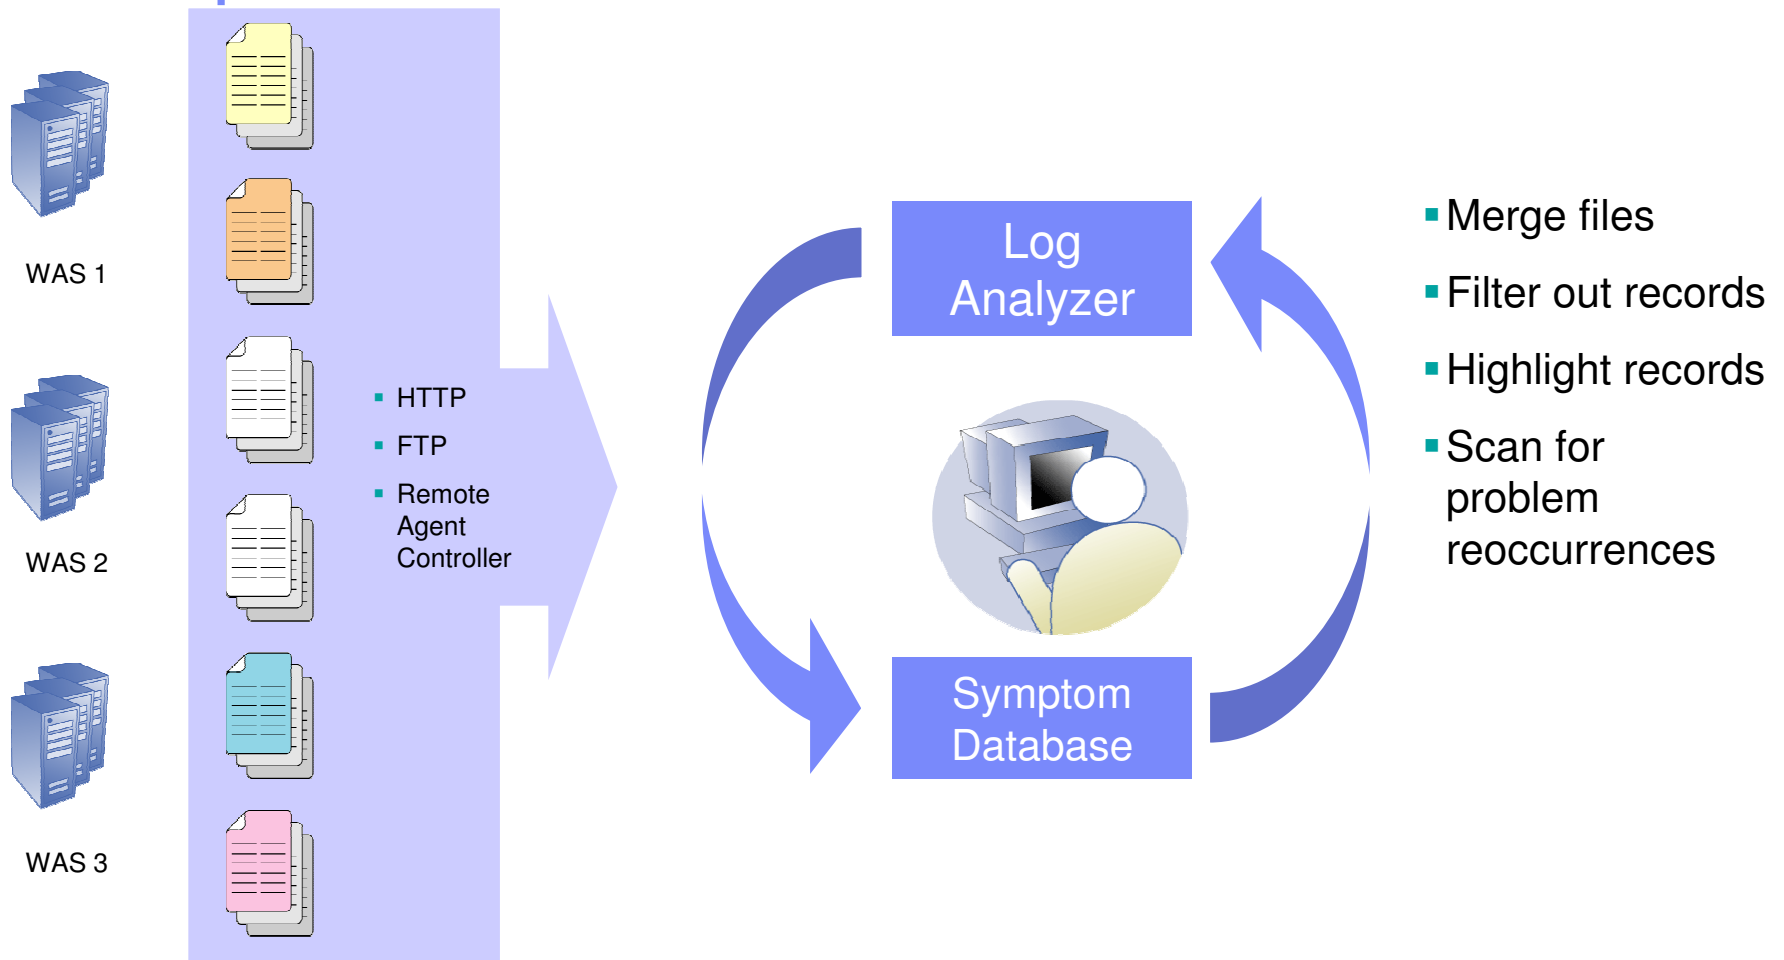 WAS 1
WAS 2
WAS 3
▪ HTTP
▪ FTP
▪ Remote
Agent
Controller
Log
Analyzer
Symptom
Database
▪ Merge files
▪ Filter out records
▪ Highlight records
▪ Scan for
problem
reoccurrences